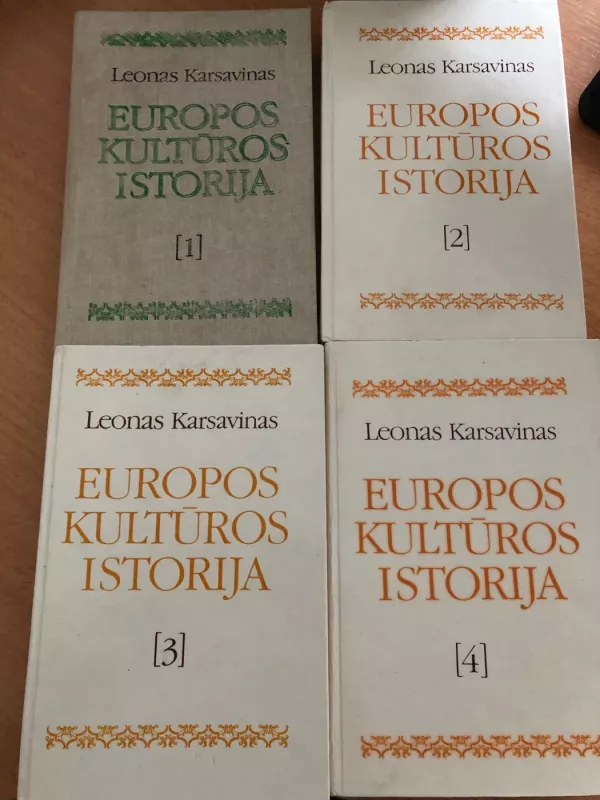 Leonas Karsavinas
EUROPOS
KULTŪROS
ISTORIJA
[1]
Leonas Karsavinas
EUROPOS
KULTŪROS
ISTORIJA
[2]
Leonas Karsavinas
EUROPOS
KULTŪROS
ISTORIJA
[3]
Leonas Karsavinas
EUROPOS
KULTŪROS
ISTORIJA
[4]